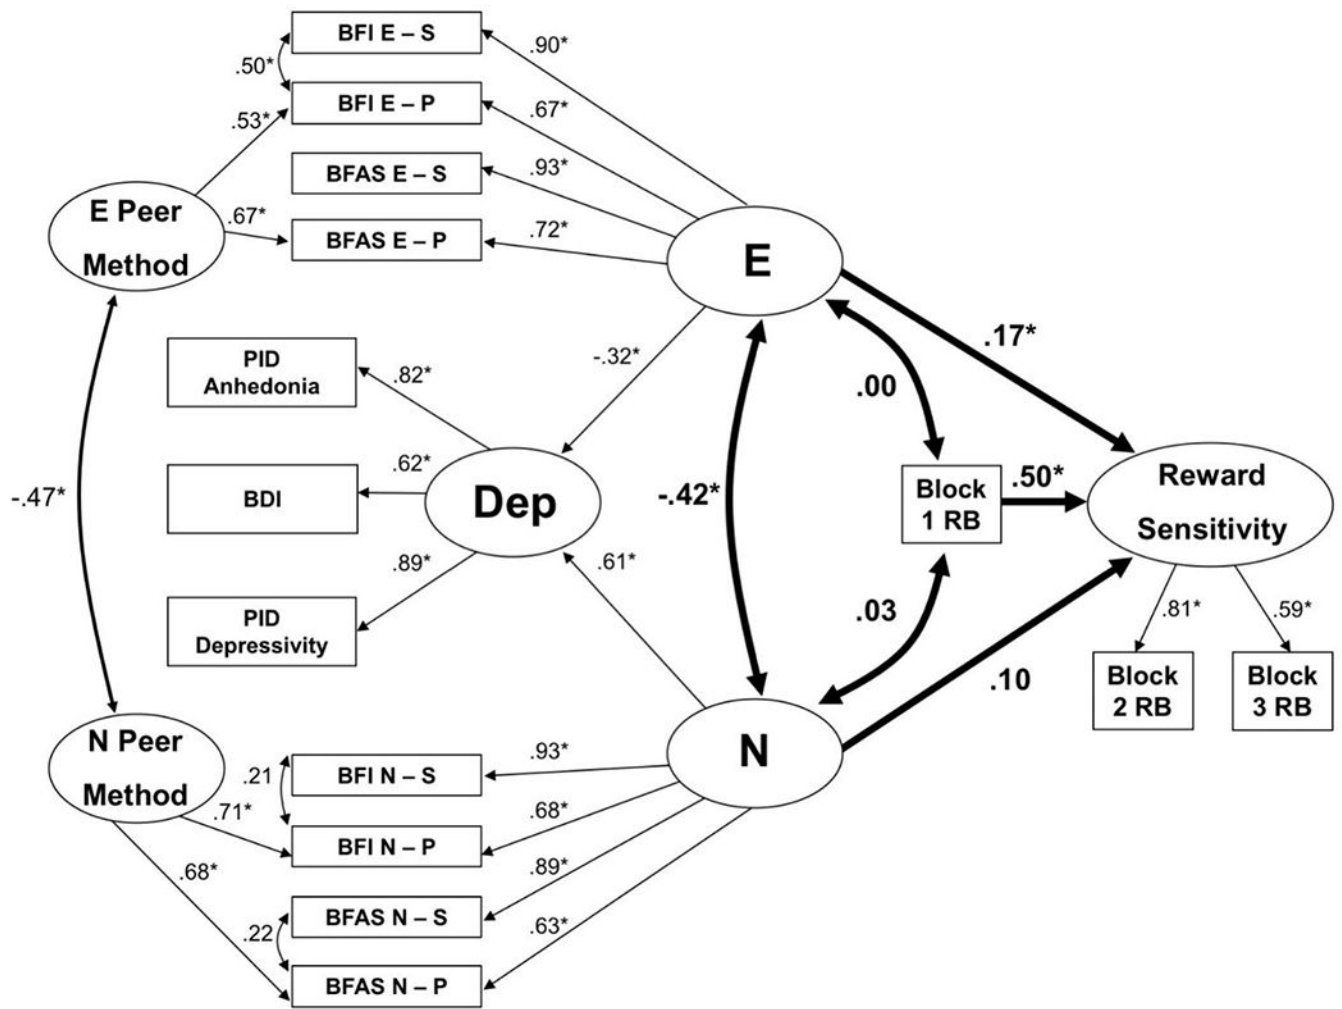 BFI E – S
.90*
.50*
BFI E – P
.67*
.53*
BFAS E – S
.93*
E Peer
Method
.67*
BFAS E – P
.72*
E
.17*
PID
Anhedonia
.82*
-.32*
.00
-.47*
BDI
.62*
Dep
-.42*
Block
1 RB
.50*
Reward
Sensitivity
PID
Depressivity
.89*
.61*
.03
.10
.81*
.59*
Block
2 RB
Block
3 RB
N Peer
Method
.21
BFI N – S
.93*
N
.71*
BFI N – P
.68*
.68*
BFAS N – S
.89*
.22
BFAS N – P
.63*